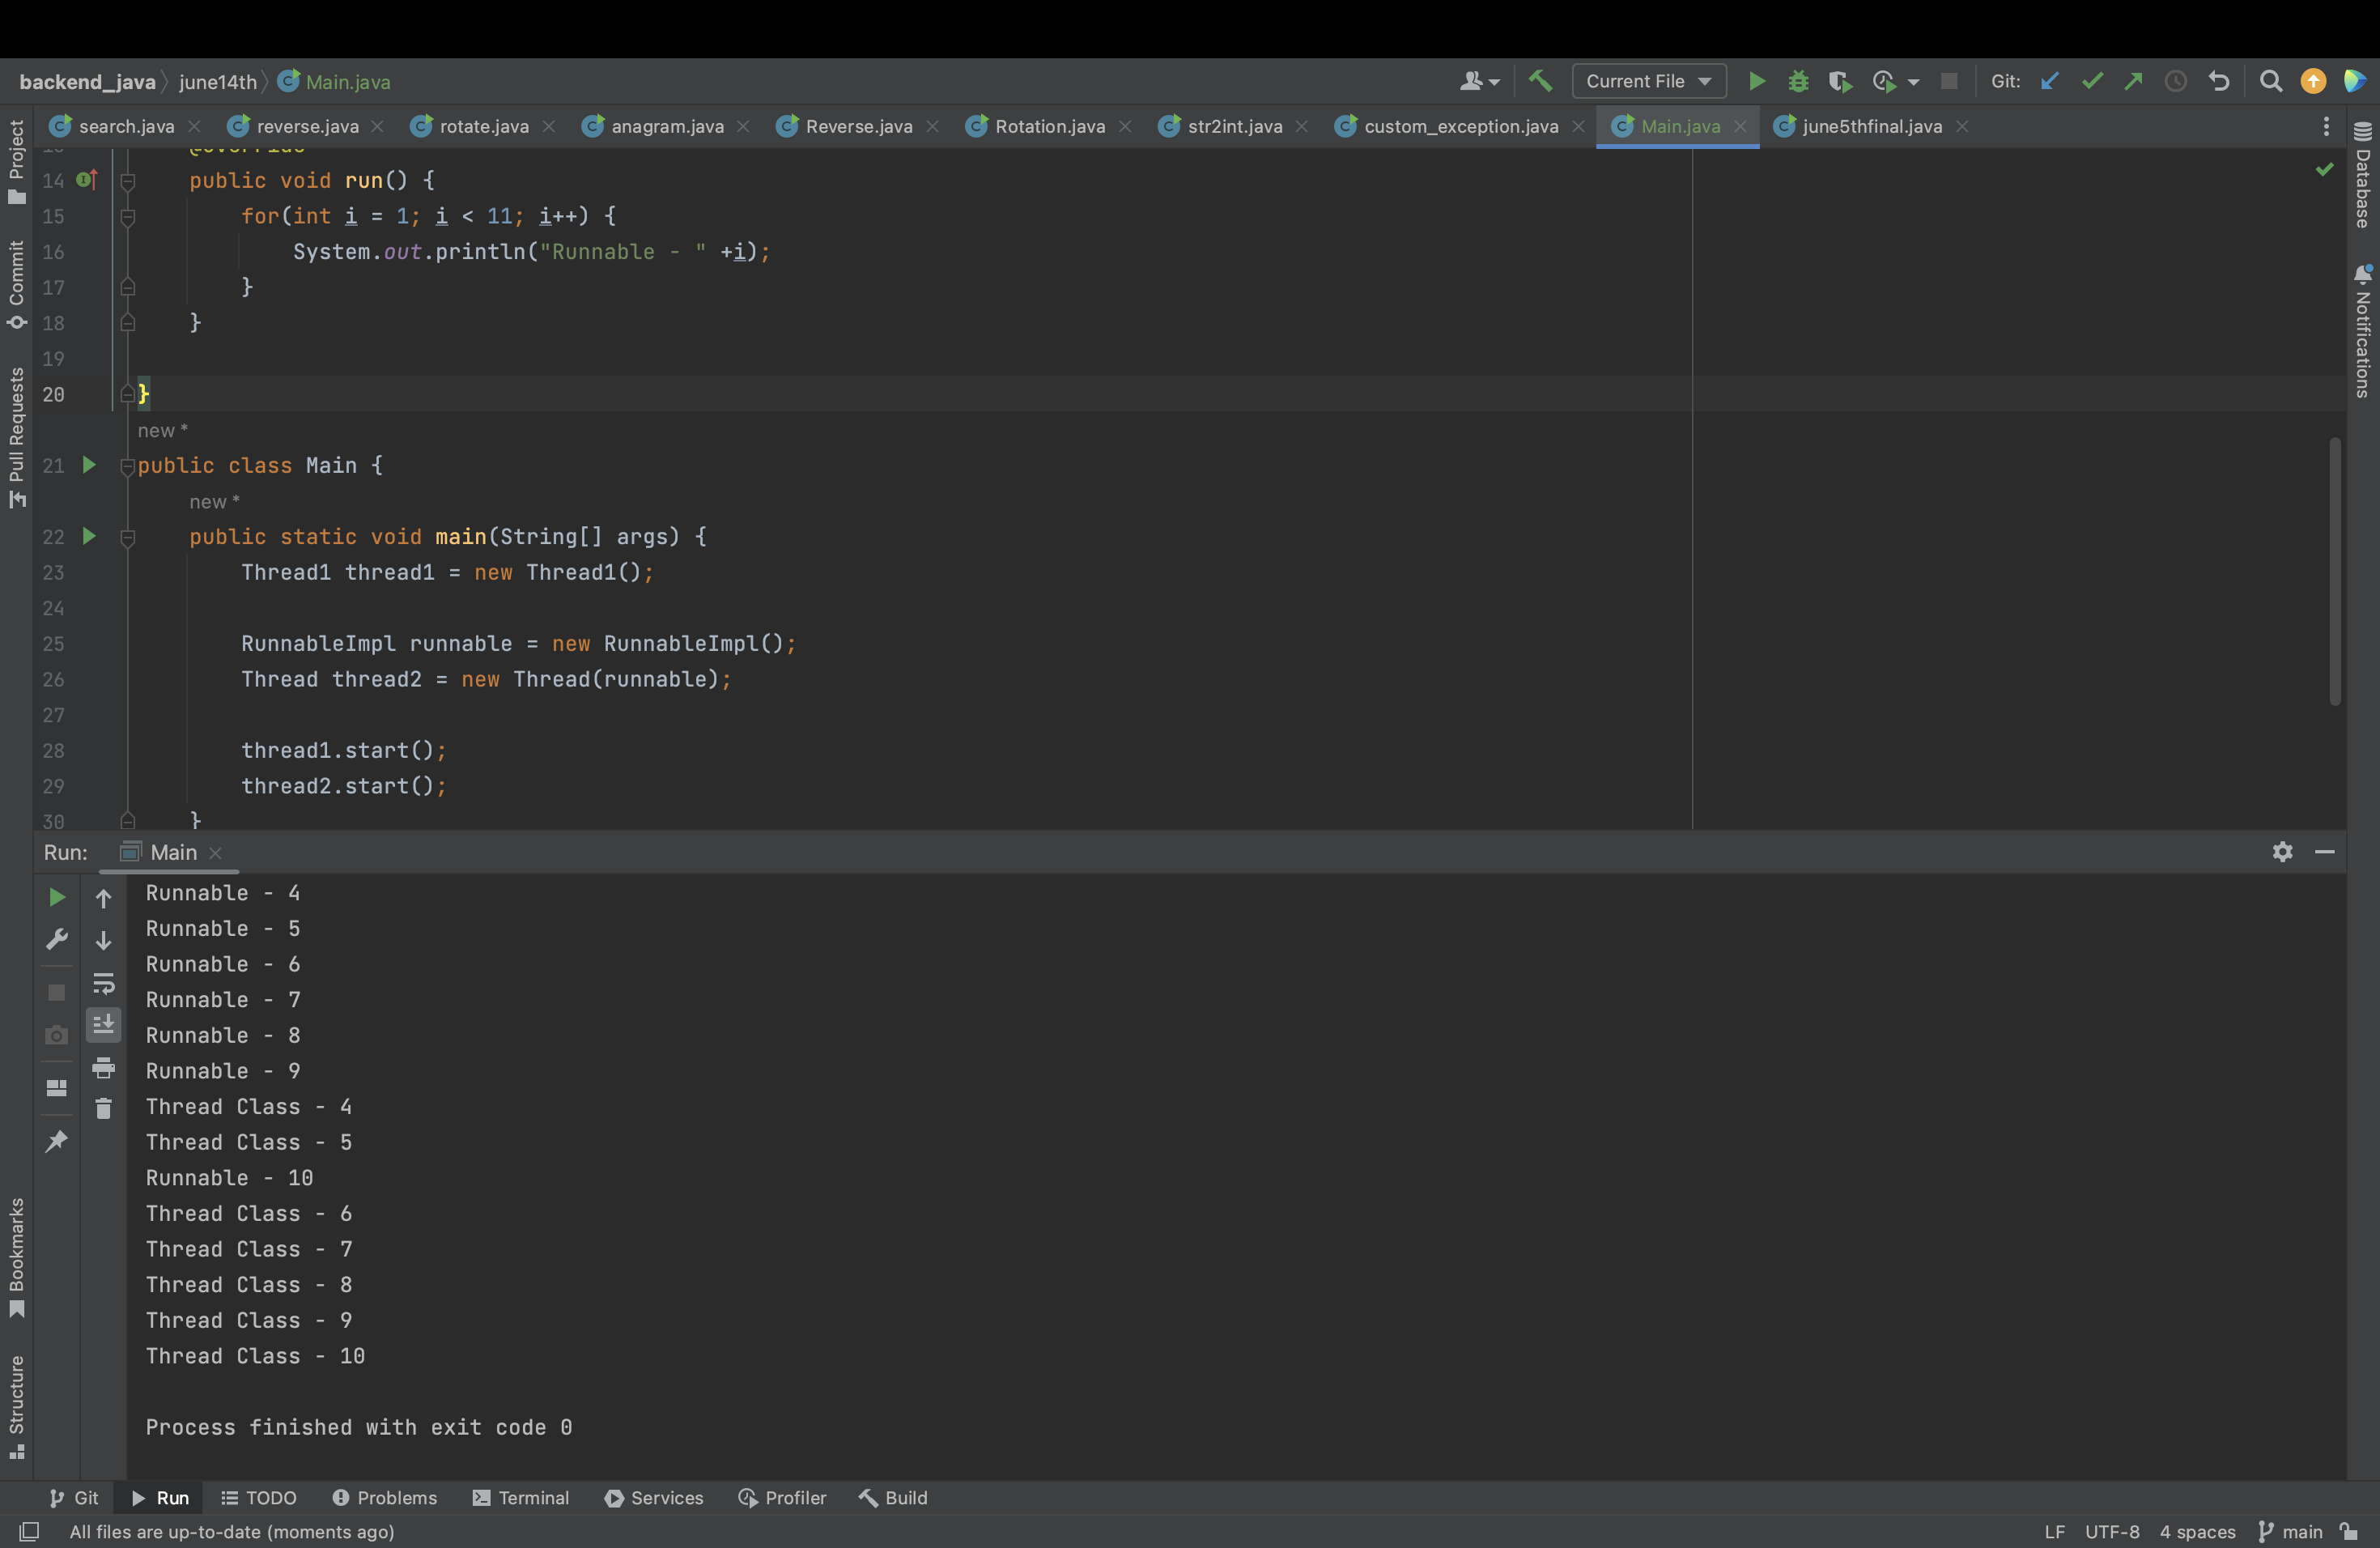 backend_java june14th Main.java
Current File Git:
search.java reverse.java rotate.java anagram.java Reverse.java Rotation.java str2int.java custom_exception.java Main.java june5thfinal.java
Project
Commit
Pull Requests
Bookmarks
Structure
Database
Notifications
14 public void run() {
15 for(int i = 1; i < 11; i++) {
16 System.out.println("Runnable - " +i);
17 }
18 }
19
20 }
new *
21 public class Main {
new *
22 public static void main(String[] args) {
23 Thread1 thread1 = new Thread1();
24
25 RunnableImpl runnable = new RunnableImpl();
26 Thread thread2 = new Thread(runnable);
27
28 thread1.start();
29 thread2.start();
30 }
Run: Main
Runnable - 4
Runnable - 5
Runnable - 6
Runnable - 7
Runnable - 8
Runnable - 9
Thread Class - 4
Thread Class - 5
Runnable - 10
Thread Class - 6
Thread Class - 7
Thread Class - 8
Thread Class - 9
Thread Class - 10
Process finished with exit code 0
Git Run TODO Problems Terminal Services Profiler Build
All files are up-to-date (moments ago) LF UTF-8 4 spaces main